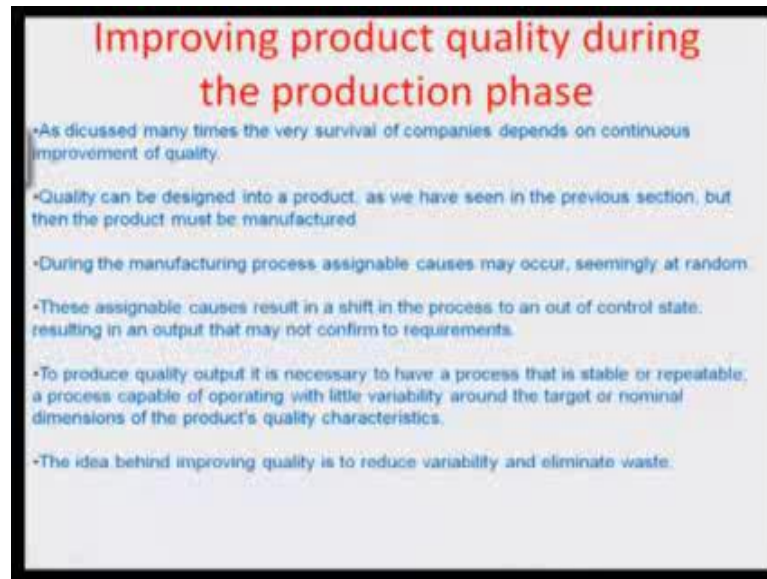 Improving product quality during
the production phase
•As dicussed many times the very survival of companies depends on continuous
improvement of quality.
•Quality can be designed into a product, as we have seen in the previous section, but
then the product must be manufactured
•During the manufacturing process assignable causes may occur, seemingly at random.
•These assignable causes result in a shift in the process to an out of control state,
resulting in an output that may not confirm to requirements.
•To produce quality output it is necessary to have a process that is stable or repeatable,
a process capable of operating with little variability around the target or nominal
dimensions of the product's quality characteristics.
•The idea behind improving quality is to reduce variability and eliminate waste.